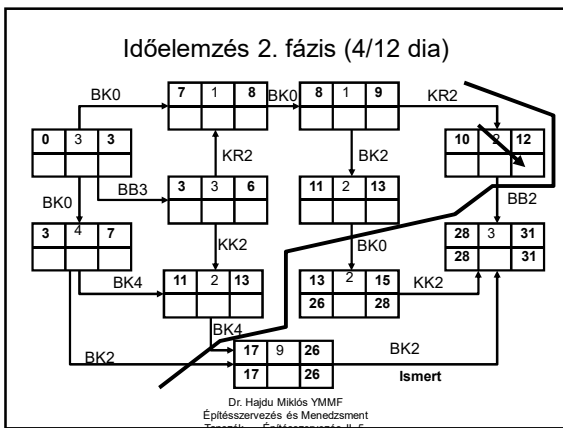 Időelemzés 2. fázis (4/12 dia)
BK0 7 1 8 BK0 8 1 9 KR2
0 3 3 10 2 12
KR2 BK2
BB3 3 3 6 11 2 13
BK0 BB2
3 4 7 28 3 31
28 31
KK2 BK0
BK4 11 2 13 13 2 15 KK2
26 28
BK4
BK2 17 9 26 BK2
17 26 Ismert
Dr. Hajdu Miklós YMMF
Építésszervezés és Menedzsment